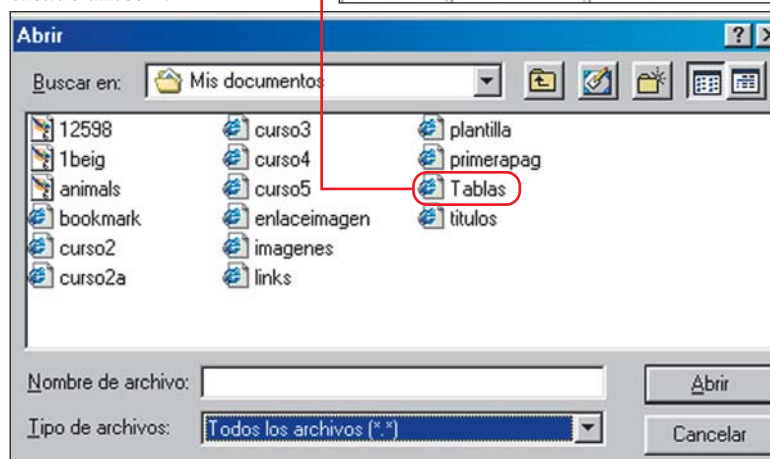 Abrir
Buscar en: Mis documentos
12598 curso3 plantilla
1beig curso4 primerapag
animals curso5 Tablas
bookmark enlaceimagen titulos
curso2 imagenes
curso2a links
Nombre de archivo: Abrir
Tipo de archivos: Todos los archivos (*.*) Cancelar